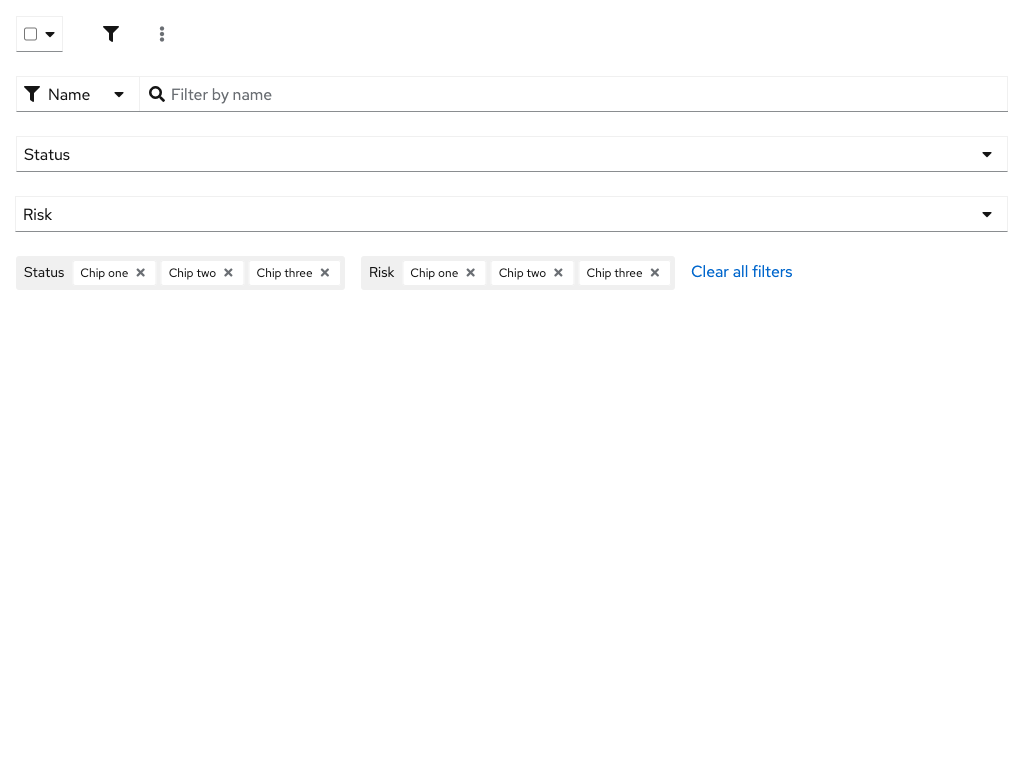 Name Filter by name
Status
Risk
Status Chip one Chip two Chip three Risk Chip one Chip two Chip three Clear all filters